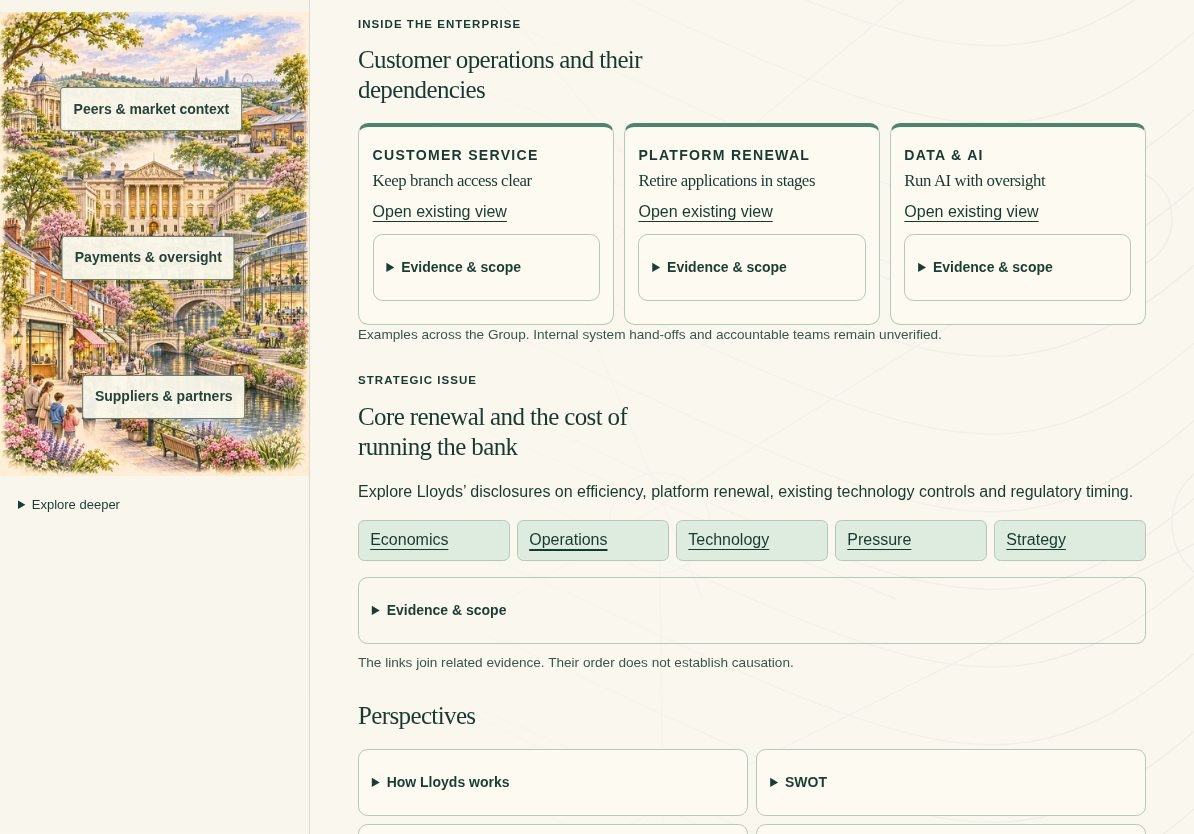 Peers & market context
Payments & oversight
Suppliers & partners
Explore deeper
INSIDE THE ENTERPRISE
Customer operations and their
dependencies
CUSTOMER SERVICE
Keep branch access clear
Open existing view
Evidence & scope
PLATFORM RENEWAL
Retire applications in stages
Open existing view
Evidence & scope
DATA & AI
Run AI with oversight
Open existing view
Evidence & scope
Examples across the Group. Internal system hand-offs and accountable teams remain unverified.
STRATEGIC ISSUE
Core renewal and the cost of
running the bank
Explore Lloyds’ disclosures on efficiency, platform renewal, existing technology controls and regulatory timing.
Economics
Operations
Technology
Pressure
Strategy
Evidence & scope
The links join related evidence. Their order does not establish causation.
Perspectives
How Lloyds works
SWOT